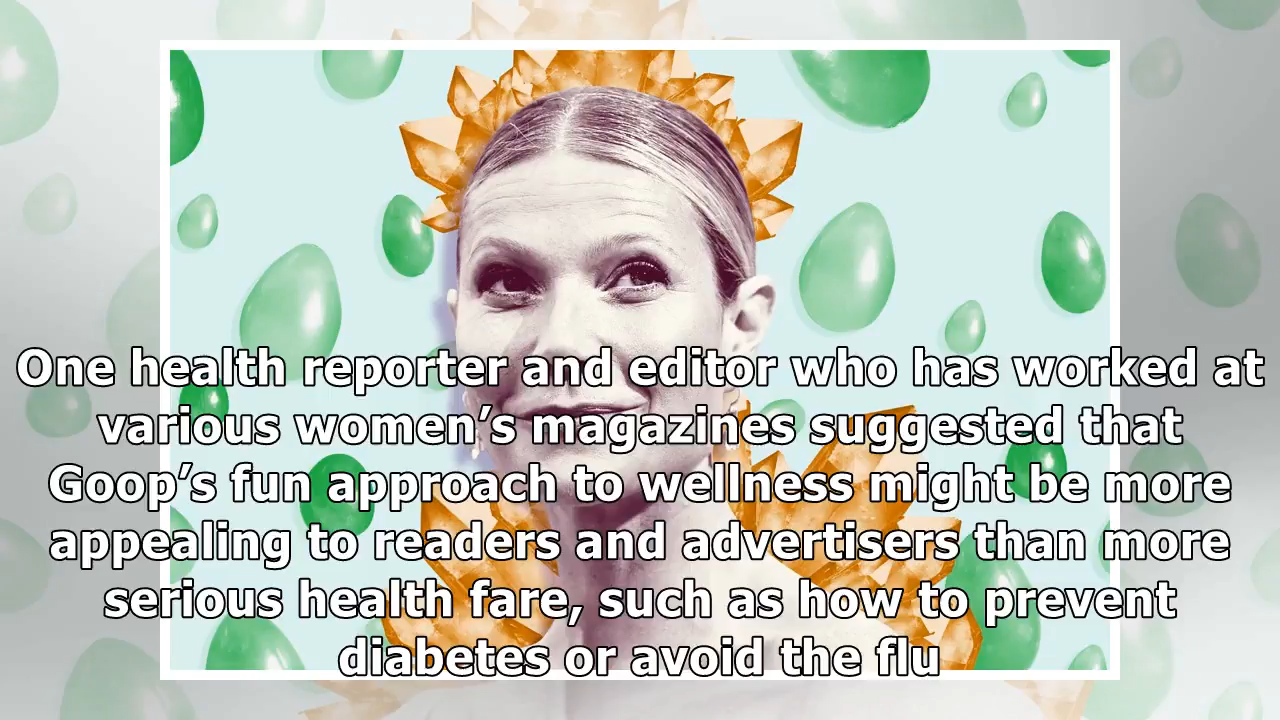 One health reporter and editor who has worked at
various women’s magazines suggested that
Goop’s fun approach to wellness might be more
appealing to readers and advertisers than more
serious health fare, such as how to prevent
diabetes or avoid the flu